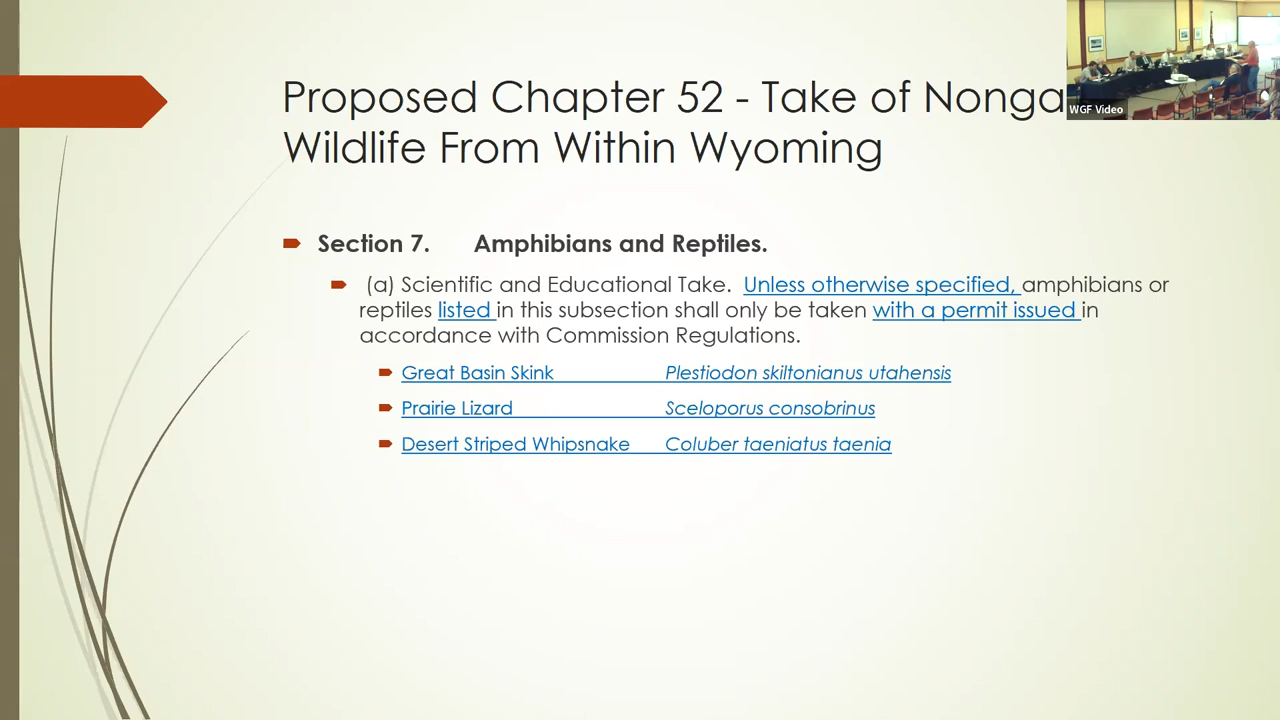 Proposed Chapter 52 - Take of Nonga
Wildlife From Within Wyoming
WGF Video
Section 7. Amphibians and Reptiles.
(a) Scientific and Educational Take. Unless otherwise specified, amphibians or
reptiles listed in this subsection shall only be taken with a permit issued in
accordance with Commission Regulations.
Great Basin Skink Plestiodon skiltonianus utahensis
Prairie Lizard Sceloporus consobrinus
Desert Striped Whipsnake Coluber taeniatus taenia